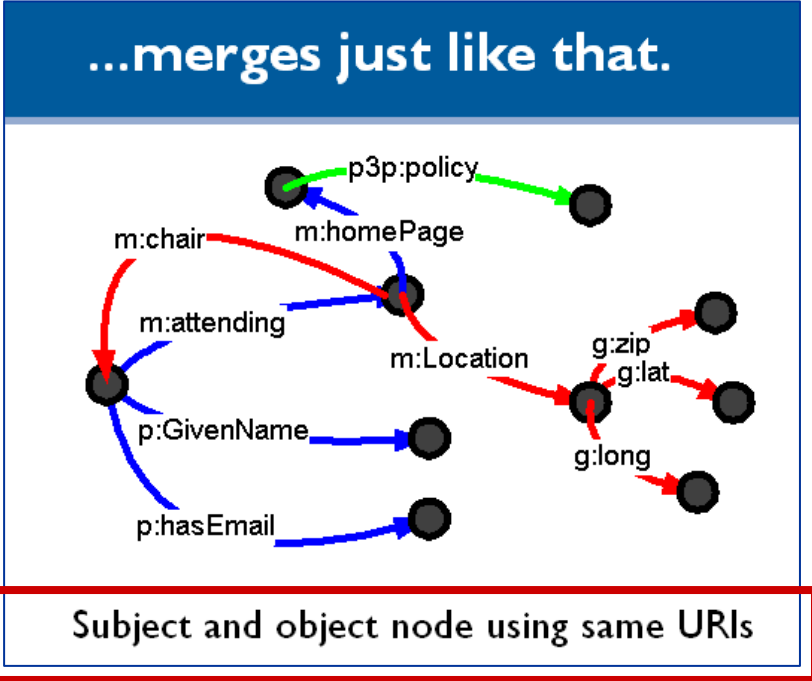 ...merges just like that.
p3p:policy
m:homePage
m:chair
m:attending
m:Location
g:zip
g:lat
p:GivenName
g:long
p:hasEmail
Subject and object node using same URIs